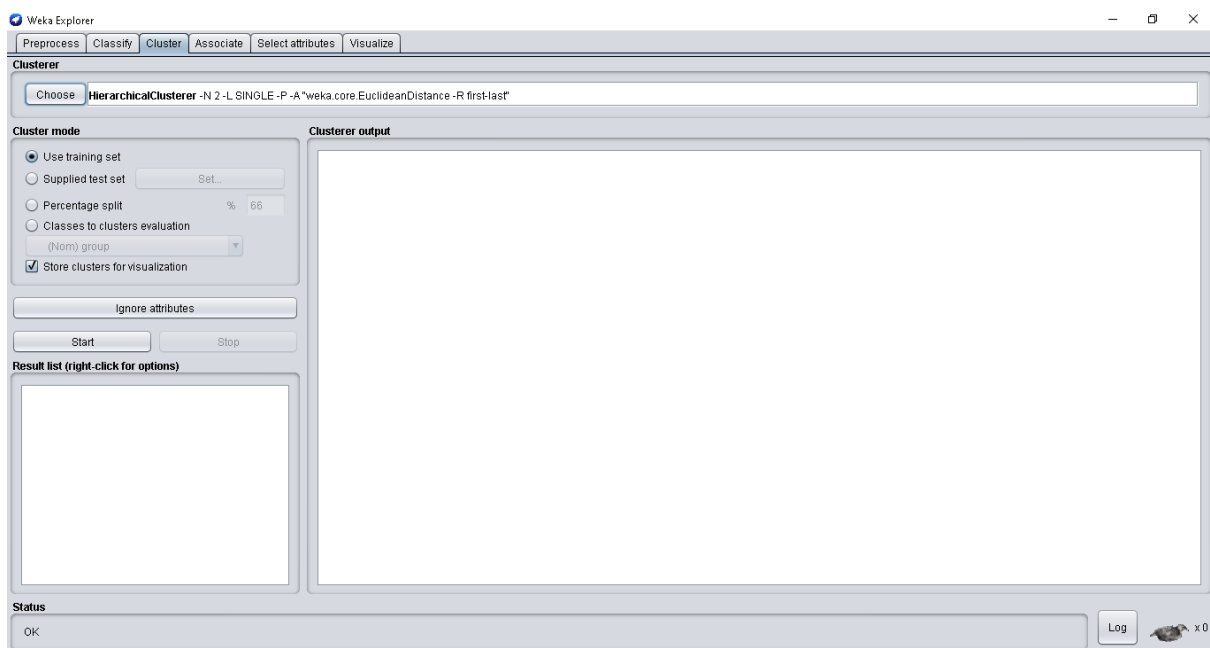 Weka Explorer
Preprocess Classify Cluster Associate Select attributes Visualize
Clusterer
Choose HierarchicalClusterer -N 2 -L SINGLE -P -A "weka.core.EuclideanDistance -R first-last"
Cluster mode
Use training set
Supplied test set Set...
Percentage split % 66
Classes to clusters evaluation
(Nom) group
Store clusters for visualization
Ignore attributes
Start Stop
Result list (right-click for options)
Clusterer output
Status
OK
Log x 0